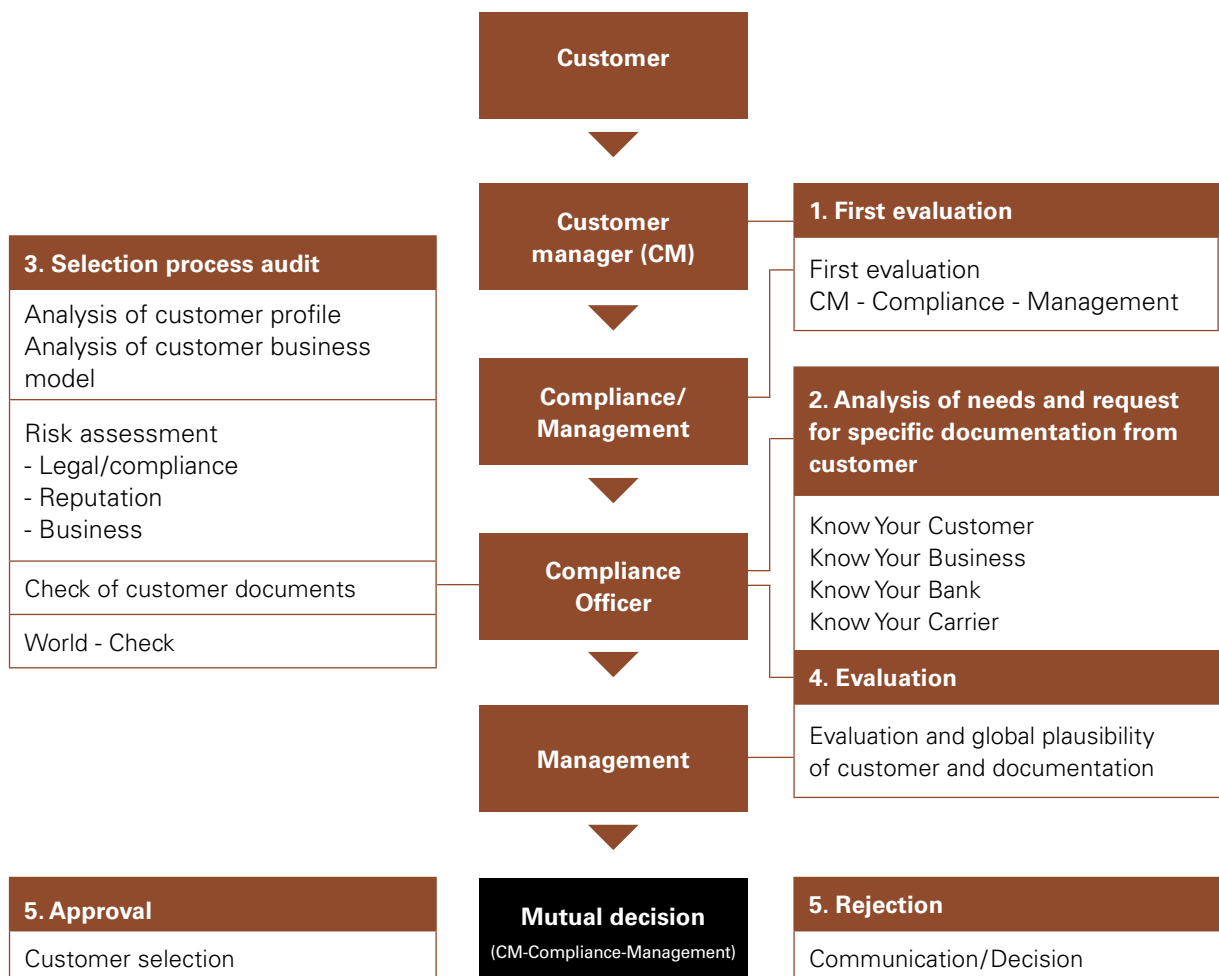 Customer
Customer
manager (CM)
1. First evaluation
First evaluation
CM - Compliance - Management
3. Selection process audit
Analysis of customer profile
Analysis of customer business
model
Risk assessment
- Legal/compliance
- Reputation
- Business
Check of customer documents
World - Check
Compliance/
Management
2. Analysis of needs and request
for specific documentation from
customer
Know Your Customer
Know Your Business
Know Your Bank
Know Your Carrier
Compliance
Officer
4. Evaluation
Evaluation and global plausibility
of customer and documentation
Management
5. Approval
Customer selection
Mutual decision
(CM-Compliance-Management)
5. Rejection
Communication/Decision